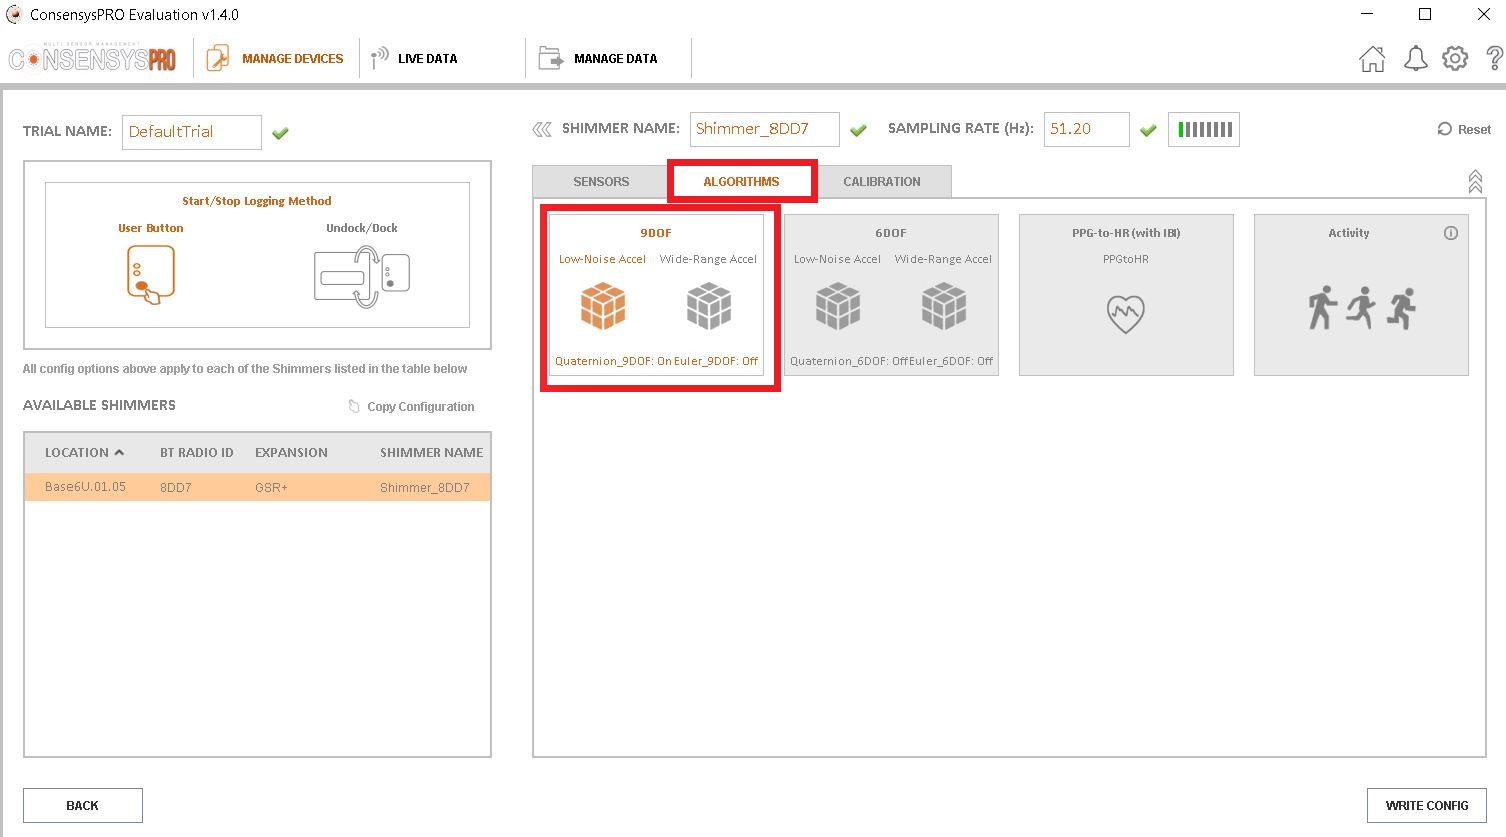 ConsensysPRO Evaluation v1.4.0
MULTI SENSOR MANAGEMENT
CONSENSYSPRO
MANAGE DEVICES
LIVE DATA
MANAGE DATA
?
TRIAL NAME: DefaultTrial
Start/Stop Logging Method
User Button
Undock/Dock
All config options above apply to each of the Shimmers listed in the table below
AVAILABLE SHIMMERS
Copy Configuration
LOCATION BT RADIO ID EXPANSION SHIMMER NAME
Base6U.01.05 8DD7 GSR+ Shimmer_8DD7
BACK
SHIMMER NAME: Shimmer_8DD7 SAMPLING RATE (Hz): 51.20
Reset
SENSORS ALGORITHMS CALIBRATION
9DOF
Low-Noise Accel Wide-Range Accel
Quaternion_9DOF: On Euler_9DOF: Off
6DOF
Low-Noise Accel Wide-Range Accel
Quaternion_6DOF: Off Euler_6DOF: Off
PPG-to-HR (with IBI)
PPGtoHR
Activity
WRITE CONFIG